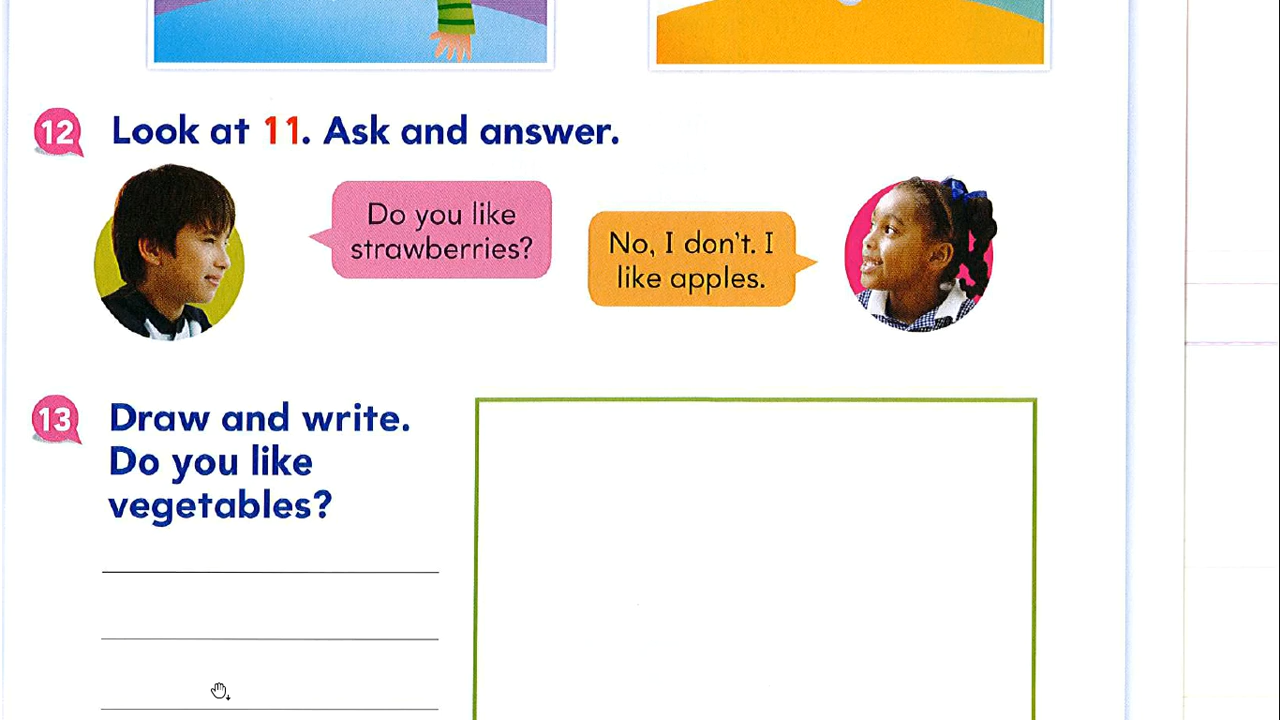 12 Look at 11. Ask and answer.
Do you like
strawberries?
No, I don't. I
like apples.
13 Draw and write.
Do you like
vegetables?